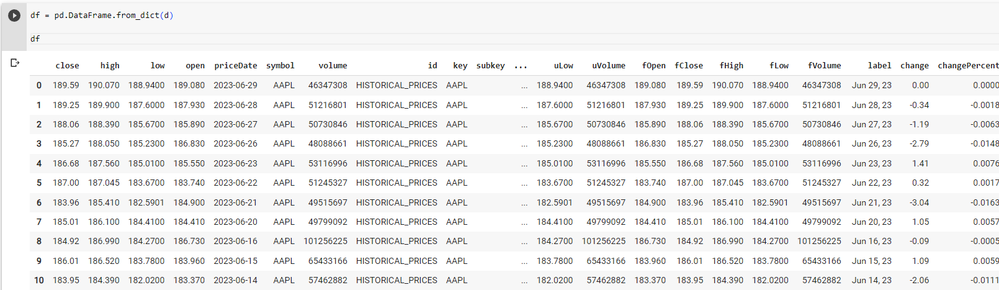 df = pd.DataFrame.from_dict(d)
df
close high low open priceDate symbol volume id key subkey ... uLow uVolume fOpen fClose fHigh fLow fVolume label change changePercent
0 189.59 190.070 188.9400 189.080 2023-06-29 AAPL 46347308 HISTORICAL_PRICES AAPL ... 188.9400 46347308 189.080 189.59 190.070 188.9400 46347308 Jun 29, 23 0.00 0.0000
1 189.25 189.900 187.6000 187.930 2023-06-28 AAPL 51216801 HISTORICAL_PRICES AAPL ... 187.6000 51216801 187.930 189.25 189.900 187.6000 51216801 Jun 28, 23 -0.34 -0.0018
2 188.06 188.390 185.6700 185.890 2023-06-27 AAPL 50730846 HISTORICAL_PRICES AAPL ... 185.6700 50730846 185.890 188.06 188.390 185.6700 50730846 Jun 27, 23 -1.19 -0.0063
3 185.27 188.050 185.2300 186.830 2023-06-26 AAPL 48088661 HISTORICAL_PRICES AAPL ... 185.2300 48088661 186.830 185.27 188.050 185.2300 48088661 Jun 26, 23 -2.79 -0.0148
4 186.68 187.560 185.0100 185.550 2023-06-23 AAPL 53116996 HISTORICAL_PRICES AAPL ... 185.0100 53116996 185.550 186.68 187.560 185.0100 53116996 Jun 23, 23 1.41 0.0076
5 187.00 187.045 183.6700 183.740 2023-06-22 AAPL 51245327 HISTORICAL_PRICES AAPL ... 183.6700 51245327 183.740 187.00 187.045 183.6700 51245327 Jun 22, 23 0.32 0.0017
6 183.96 185.410 182.5901 184.900 2023-06-21 AAPL 49515697 HISTORICAL_PRICES AAPL ... 182.5901 49515697 184.900 183.96 185.410 182.5901 49515697 Jun 21, 23 -3.04 -0.0163
7 185.01 186.100 184.4100 184.410 2023-06-20 AAPL 49799092 HISTORICAL_PRICES AAPL ... 184.4100 49799092 184.410 185.01 186.100 184.4100 49799092 Jun 20, 23 1.05 0.0057
8 184.92 186.990 184.2700 186.730 2023-06-16 AAPL 101256225 HISTORICAL_PRICES AAPL ... 184.2700 101256225 186.730 184.92 186.990 184.2700 101256225 Jun 16, 23 -0.09 -0.0005
9 186.01 186.520 183.7800 183.960 2023-06-15 AAPL 65433166 HISTORICAL_PRICES AAPL ... 183.7800 65433166 183.960 186.01 186.520 183.7800 65433166 Jun 15, 23 1.09 0.0059
10 183.95 184.390 182.0200 183.370 2023-06-14 AAPL 57462882 HISTORICAL_PRICES AAPL ... 182.0200 57462882 183.370 183.95 184.390 182.0200 57462882 Jun 14, 23 -2.06 -0.0111